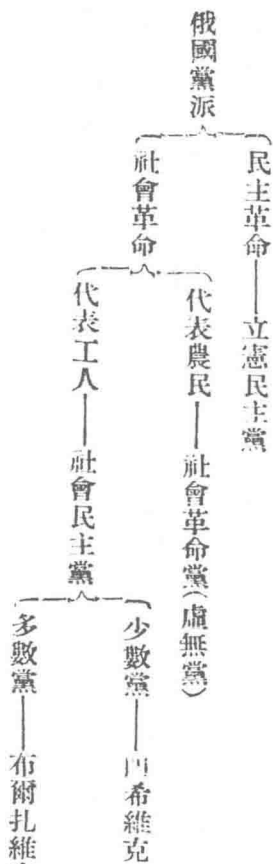 俄國黨派
民主革命——立憲民主黨
社會革命
代表農民——社會革命黨(虛無黨)
代表工人——社會民主黨
少數黨——門希維克
多數黨——布爾扎維